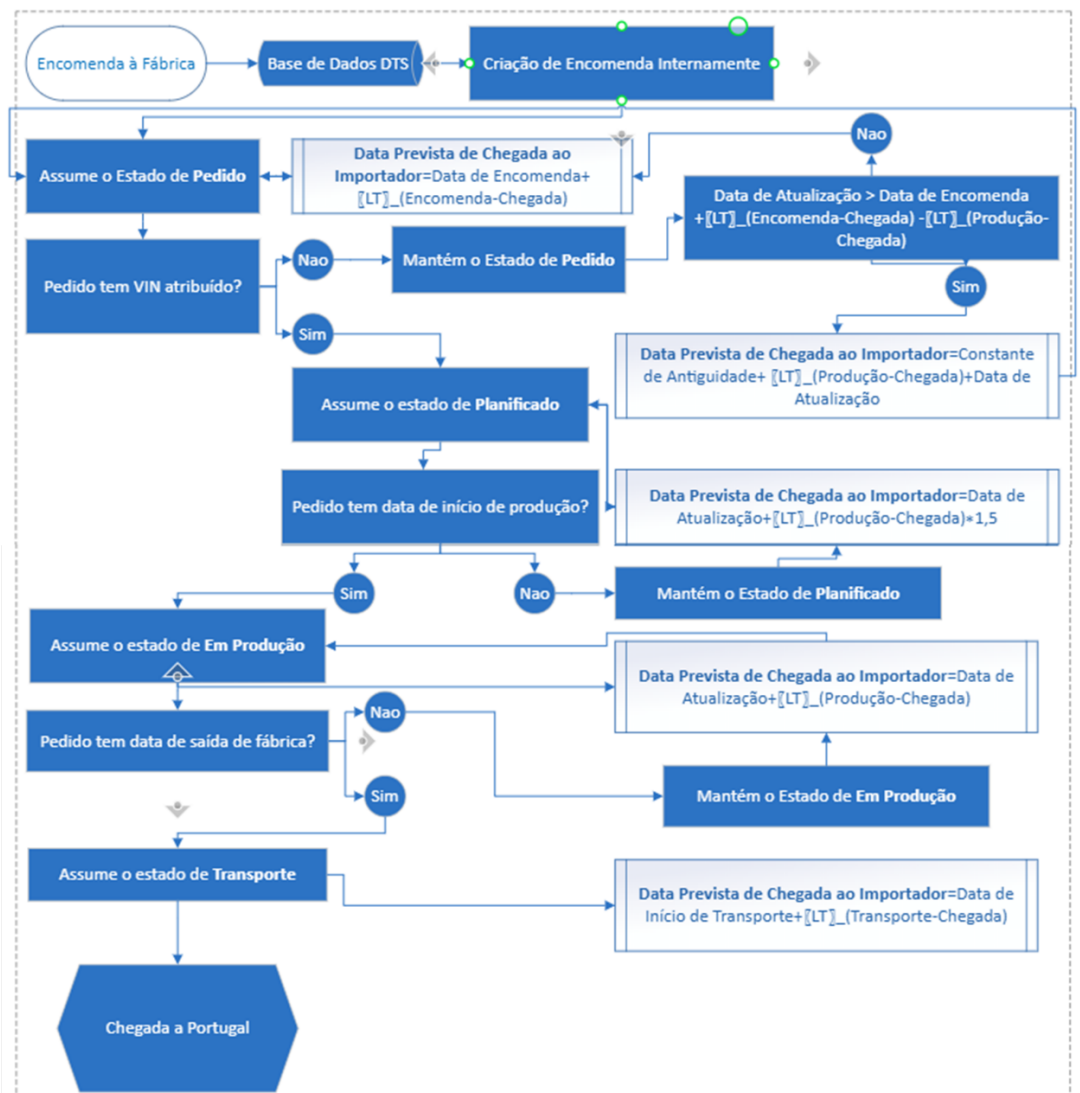 Encomenda à Fábrica
Base de Dados DTS
Criação de Encomenda Internamente
Nao
Assume o Estado de Pedido
Data Prevista de Chegada ao
Importador=Data de Encomenda+
〖LT〗_(Encomenda-Chegada)
Data de Atualização > Data de Encomenda
+〖LT〗_(Encomenda-Chegada) -〖LT〗_(Produção-
Chegada)
Pedido tem VIN atribuído?
Nao
Mantém o Estado de Pedido
Sim
Sim
Data Prevista de Chegada ao Importador=Constante
de Antiguidade+ 〖LT〗_(Produção-Chegada)+Data de
Atualização
Assume o estado de Planificado
Pedido tem data de início de produção?
Data Prevista de Chegada ao Importador=Data de
Atualização+〖LT〗_(Produção-Chegada)*1,5
Sim
Nao
Mantém o Estado de Planificado
Assume o estado de Em Produção
Data Prevista de Chegada ao Importador=Data de
Atualização+〖LT〗_(Produção-Chegada)
Pedido tem data de saída de fábrica?
Nao
Sim
Mantém o Estado de Em Produção
Assume o estado de Transporte
Data Prevista de Chegada ao Importador=Data de
Início de Transporte+〖LT〗_(Transporte-Chegada)
Chegada a Portugal